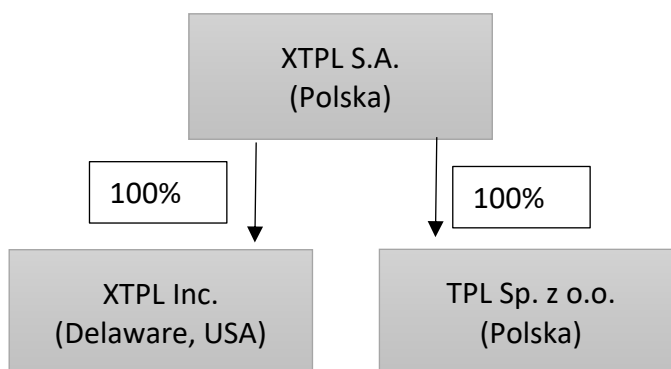 XTPL S.A.
(Polska)
100%
100%
XTPL Inc.
(Delaware, USA)
TPL Sp. z o.o.
(Polska)